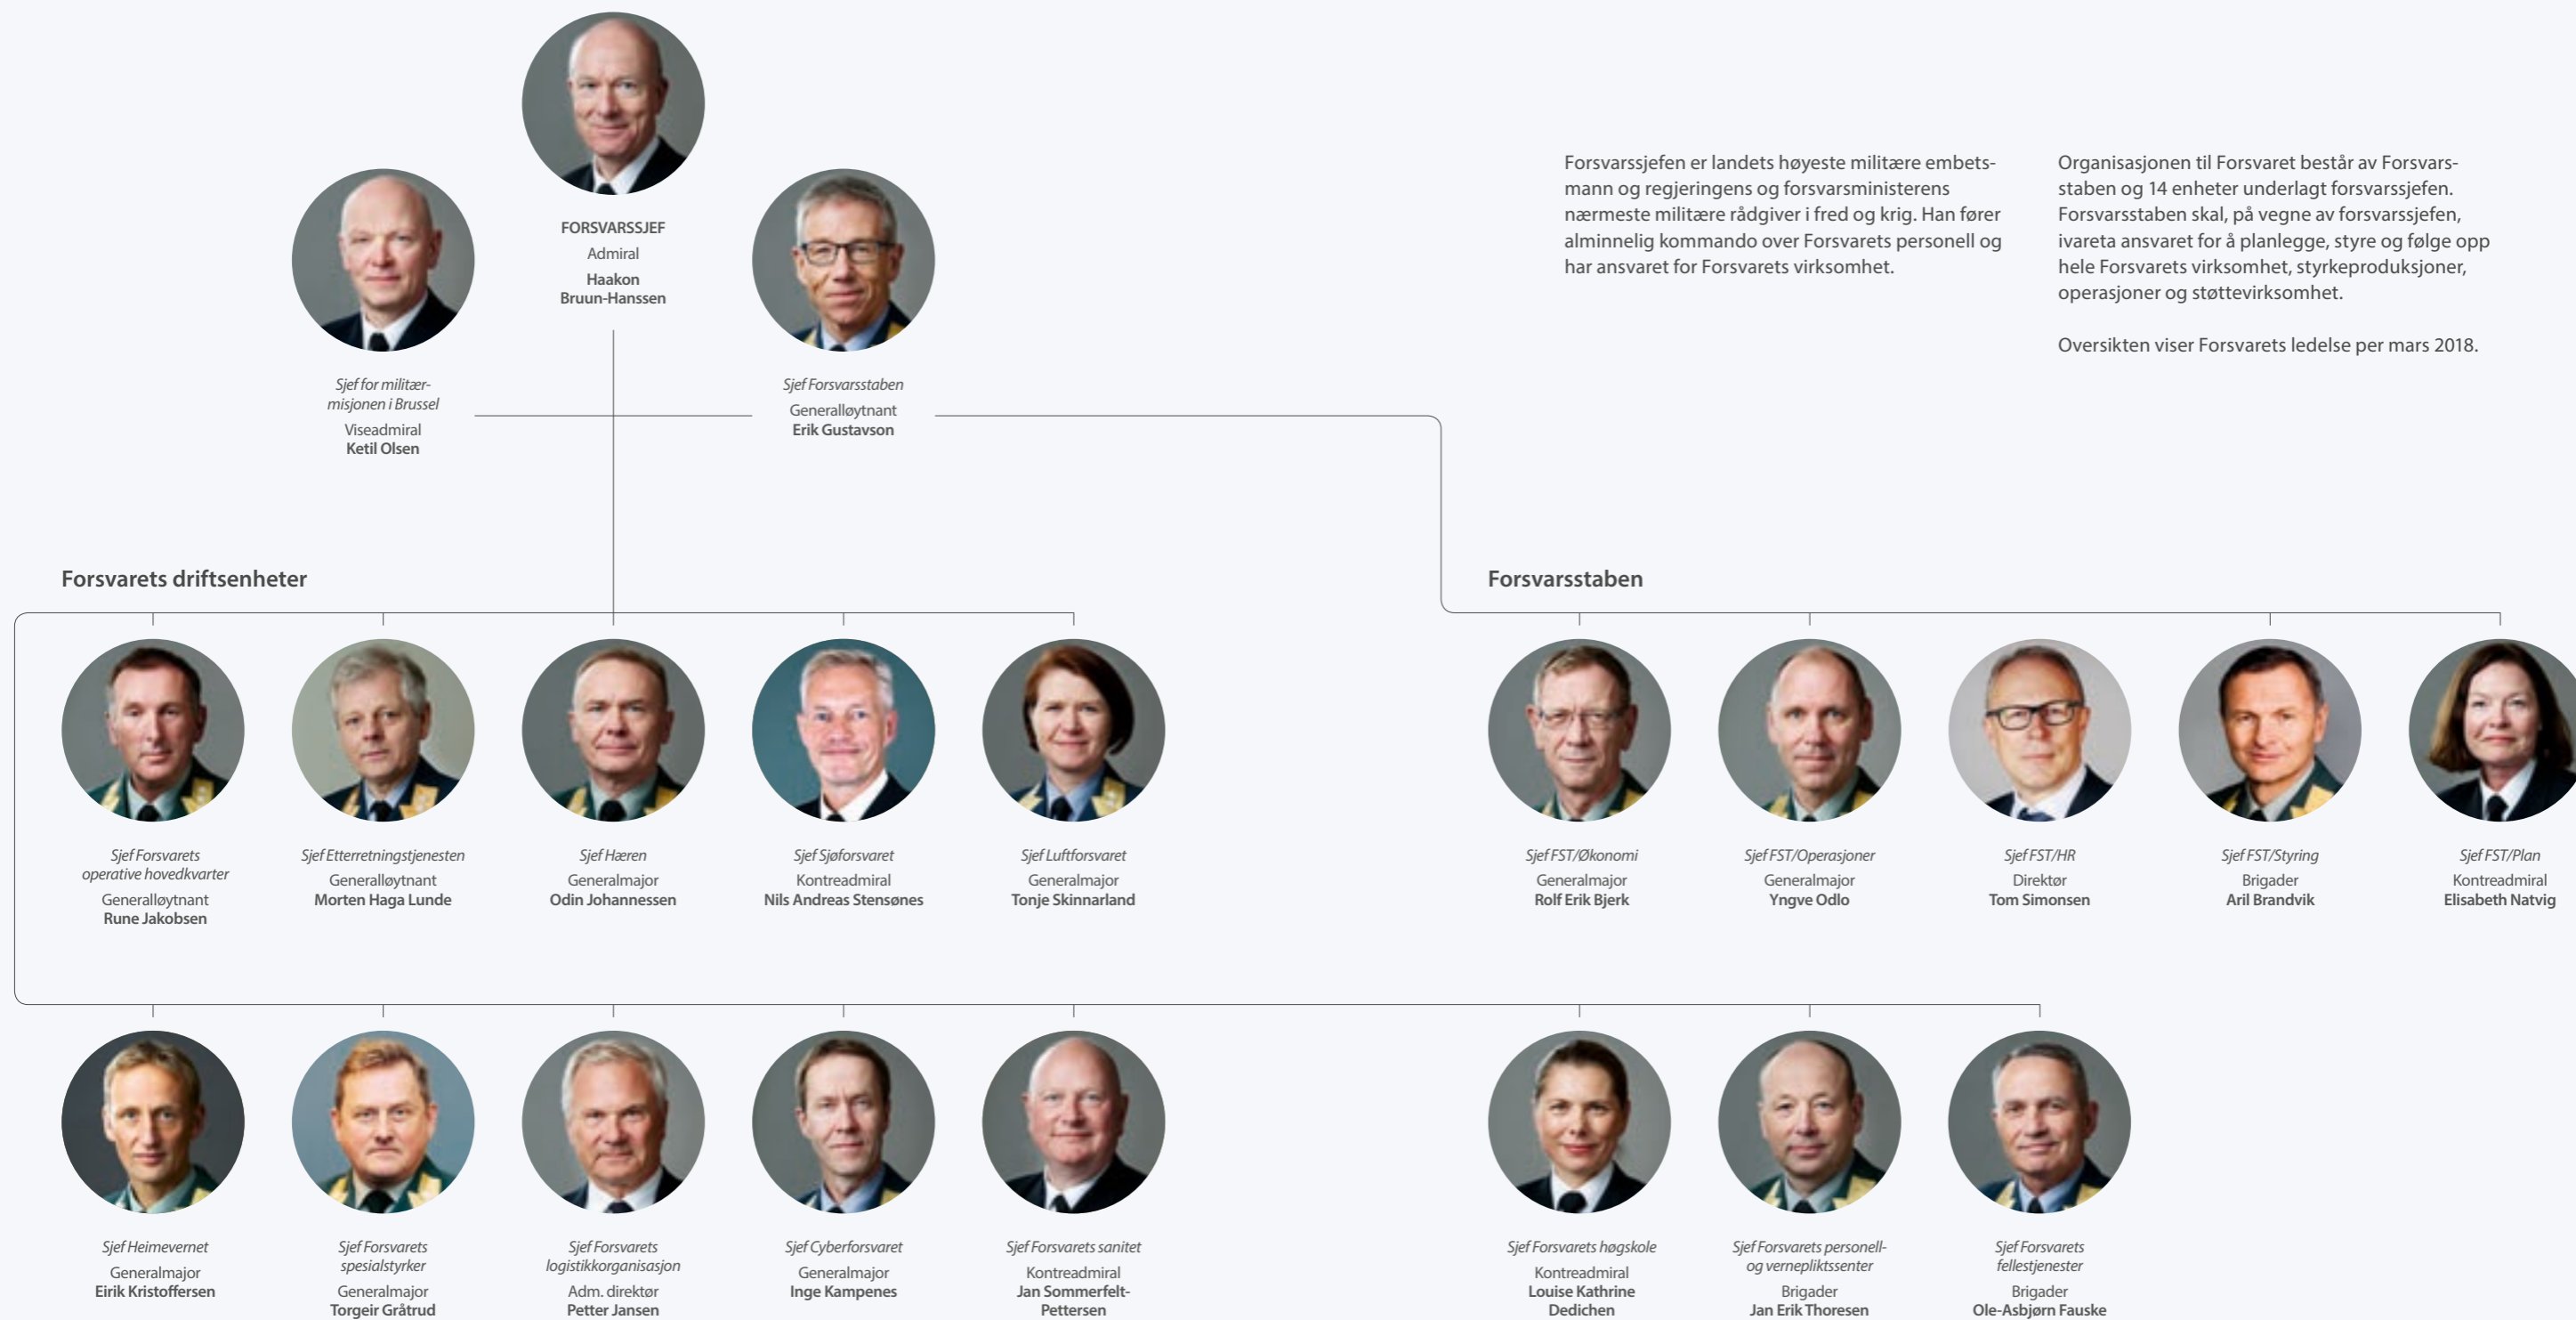 FORSVARSSJEF
Admiral
Haakon
Bruun-Hanssen
Sjef for militær-
misjonen i Brussel
Viseadmiral
Ketil Olsen
Sjef Forsvarsstaben
Generalløytnant
Erik Gustavson
Forsvarssjefen er landets høyeste militære embets-
mann og regjeringens og forsvarsministerens
nærmeste militære rådgiver i fred og krig. Han fører
alminnelig kommando over Forsvarets personell og
har ansvaret for Forsvarets virksomhet.
Organisasjonen til Forsvaret består av Forsvars-
staben og 14 enheter underlagt forsvarssjefen.
Forsvarsstaben skal, på vegne av forsvarssjefen,
ivareta ansvaret for å planlegge, styre og følge opp
hele Forsvarets virksomhet, styrkeproduksjoner,
operasjoner og støttevirksomhet.
Oversikten viser Forsvarets ledelse per mars 2018.
Forsvarets driftsenheter
Sjef Forsvarets
operative hovedkvarter
Generalløytnant
Rune Jakobsen
Sjef Etterretningstjenesten
Generalløytnant
Morten Haga Lunde
Sjef Hæren
Generalmajor
Odin Johannessen
Sjef Sjøforsvaret
Kontreadmiral
Nils Andreas Stensønes
Sjef Luftforsvaret
Generalmajor
Tonje Skinnarland
Forsvarsstaben
Sjef FST/Økonomi
Generalmajor
Rolf Erik Bjerk
Sjef FST/Operasjoner
Generalmajor
Yngve Odlo
Sjef FST/HR
Direktør
Tom Simonsen
Sjef FST/Styring
Brigader
Aril Brandvik
Sjef FST/Plan
Kontreadmiral
Elisabeth Natvig
Sjef Heimevernet
Generalmajor
Eirik Kristoffersen
Sjef Forsvarets
spesialstyrker
Generalmajor
Torgeir Gråtrud
Sjef Forsvarets
logistikkorganisasjon
Adm. direktør
Petter Jansen
Sjef Cyberforsvaret
Generalmajor
Inge Kampenes
Sjef Forsvarets sanitet
Kontreadmiral
Jan Sommerfelt-
Pettersen
Sjef Forsvarets høgskole
Kontreadmiral
Louise Kathrine
Dedichen
Sjef Forsvarets personell-
og vernepliktssenter
Brigader
Jan Erik Thoresen
Sjef Forsvarets
fellestjenester
Brigader
Ole-Asbjørn Fauske